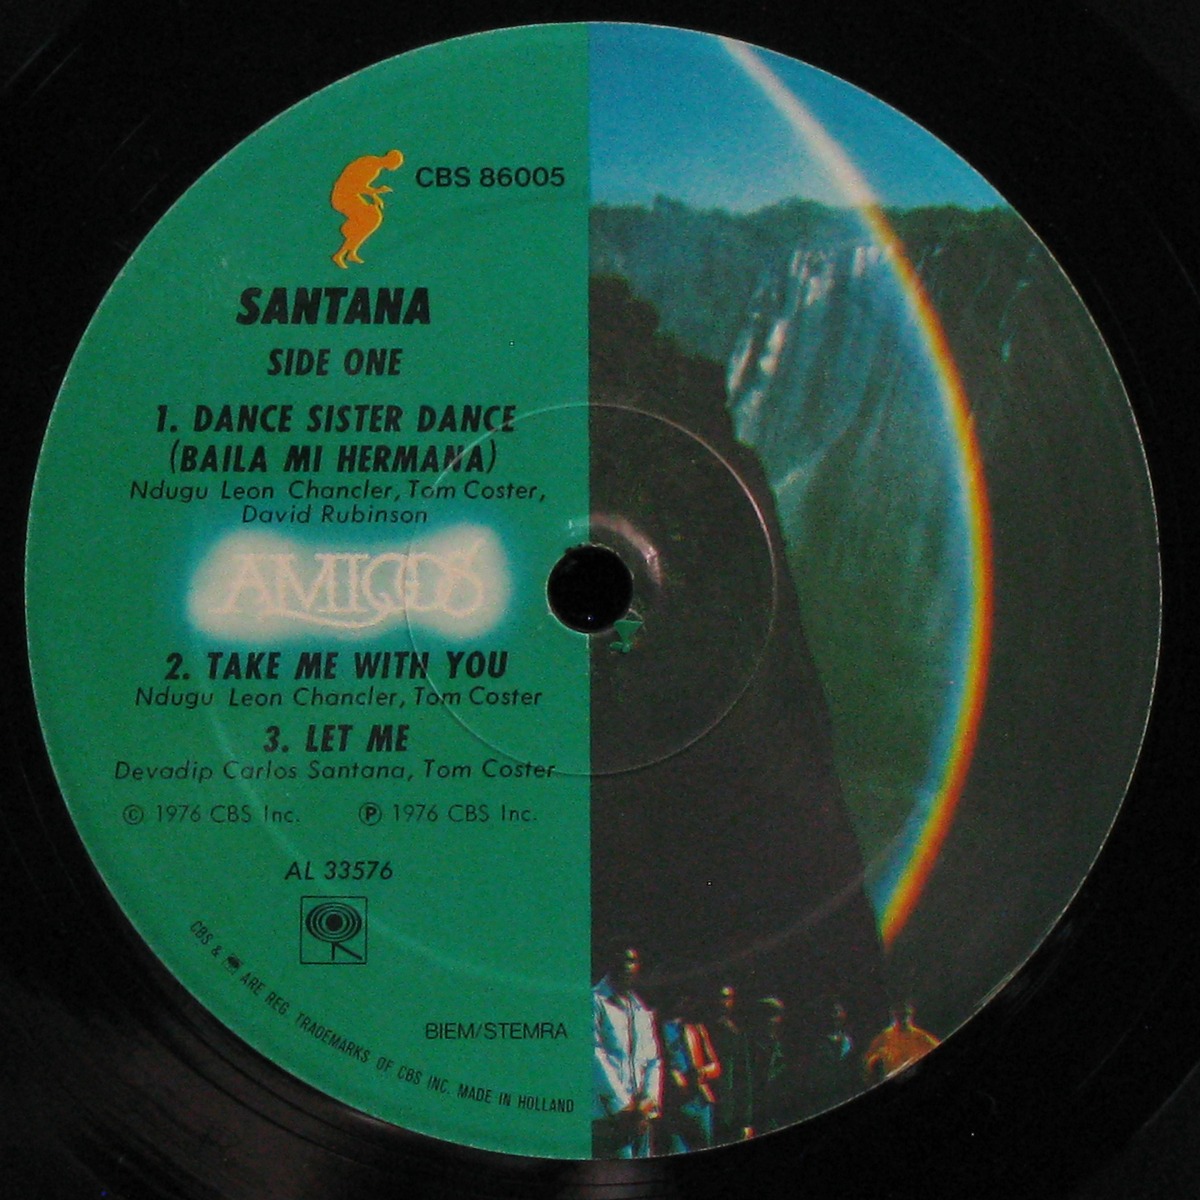 CBS 86005
SANTANA
SIDE ONE
1. DANCE SISTER DANCE
(BAILA MI HERMANA)
Ndugu Leon Chancler, Tom Coster,
David Rubinson
AMIGOS
2. TAKE ME WITH YOU
Ndugu Leon Chancler, Tom Coster
3. LET ME
Devadip Carlos Santana, Tom Coster
© 1976 CBS Inc. ℗ 1976 CBS Inc.
AL 33576
BIEM/STEMRA
CBS & ARE REG. TRADEMARKS OF CBS INC. MADE IN HOLLAND